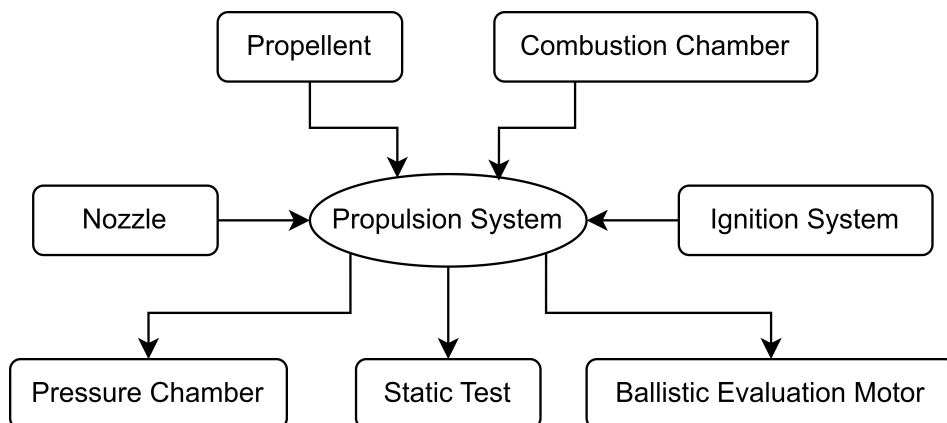 Propellent
Combustion Chamber
Nozzle
Propulsion System
Ignition System
Pressure Chamber
Static Test
Ballistic Evaluation Motor